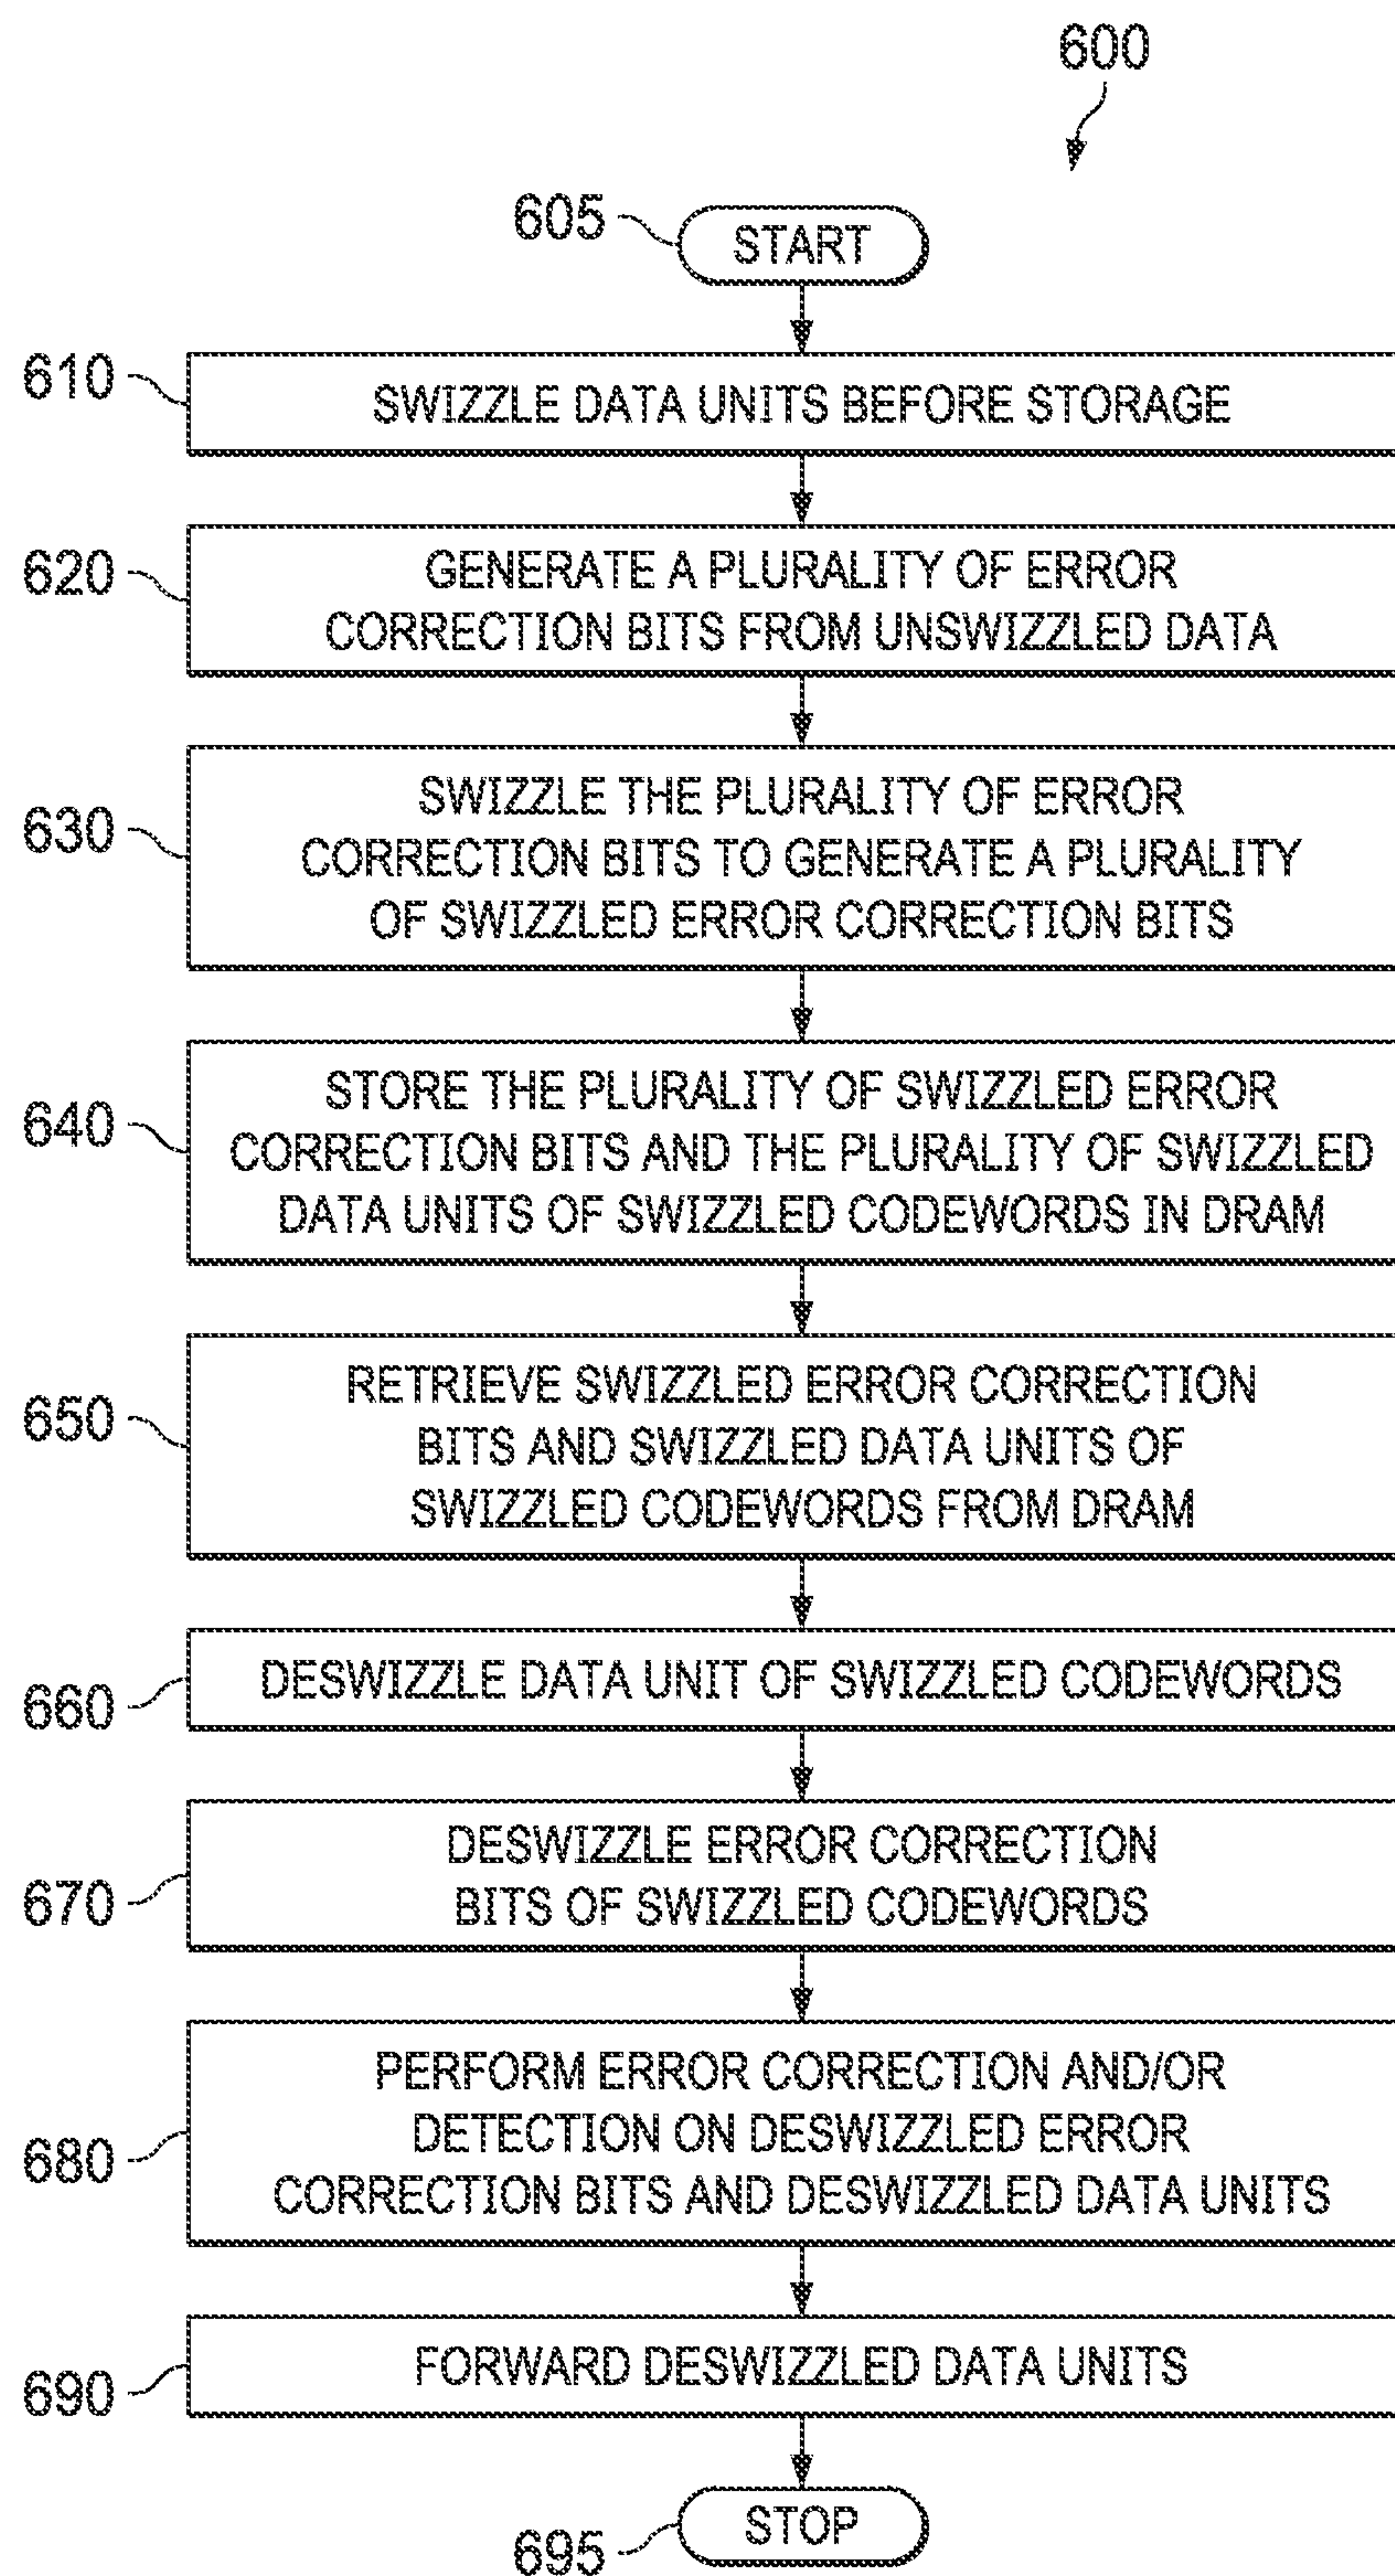 600
605
START
610
SWIZZLE DATA UNITS BEFORE STORAGE
620
GENERATE A PLURALITY OF ERROR
CORRECTION BITS FROM UNSWIZZLED DATA
630
SWIZZLE THE PLURALITY OF ERROR
CORRECTION BITS TO GENERATE A PLURALITY
OF SWIZZLED ERROR CORRECTION BITS
640
STORE THE PLURALITY OF SWIZZLED ERROR
CORRECTION BITS AND THE PLURALITY OF SWIZZLED
DATA UNITS OF SWIZZLED CODEWORDS IN DRAM
650
RETRIEVE SWIZZLED ERROR CORRECTION
BITS AND SWIZZLED DATA UNITS OF
SWIZZLED CODEWORDS FROM DRAM
660
DESWIZZLE DATA UNIT OF SWIZZLED CODEWORDS
670
DESWIZZLE ERROR CORRECTION
BITS OF SWIZZLED CODEWORDS
680
PERFORM ERROR CORRECTION AND/OR
DETECTION ON DESWIZZLED ERROR
CORRECTION BITS AND DESWIZZLED DATA UNITS
690
FORWARD DESWIZZLED DATA UNITS
695
STOP